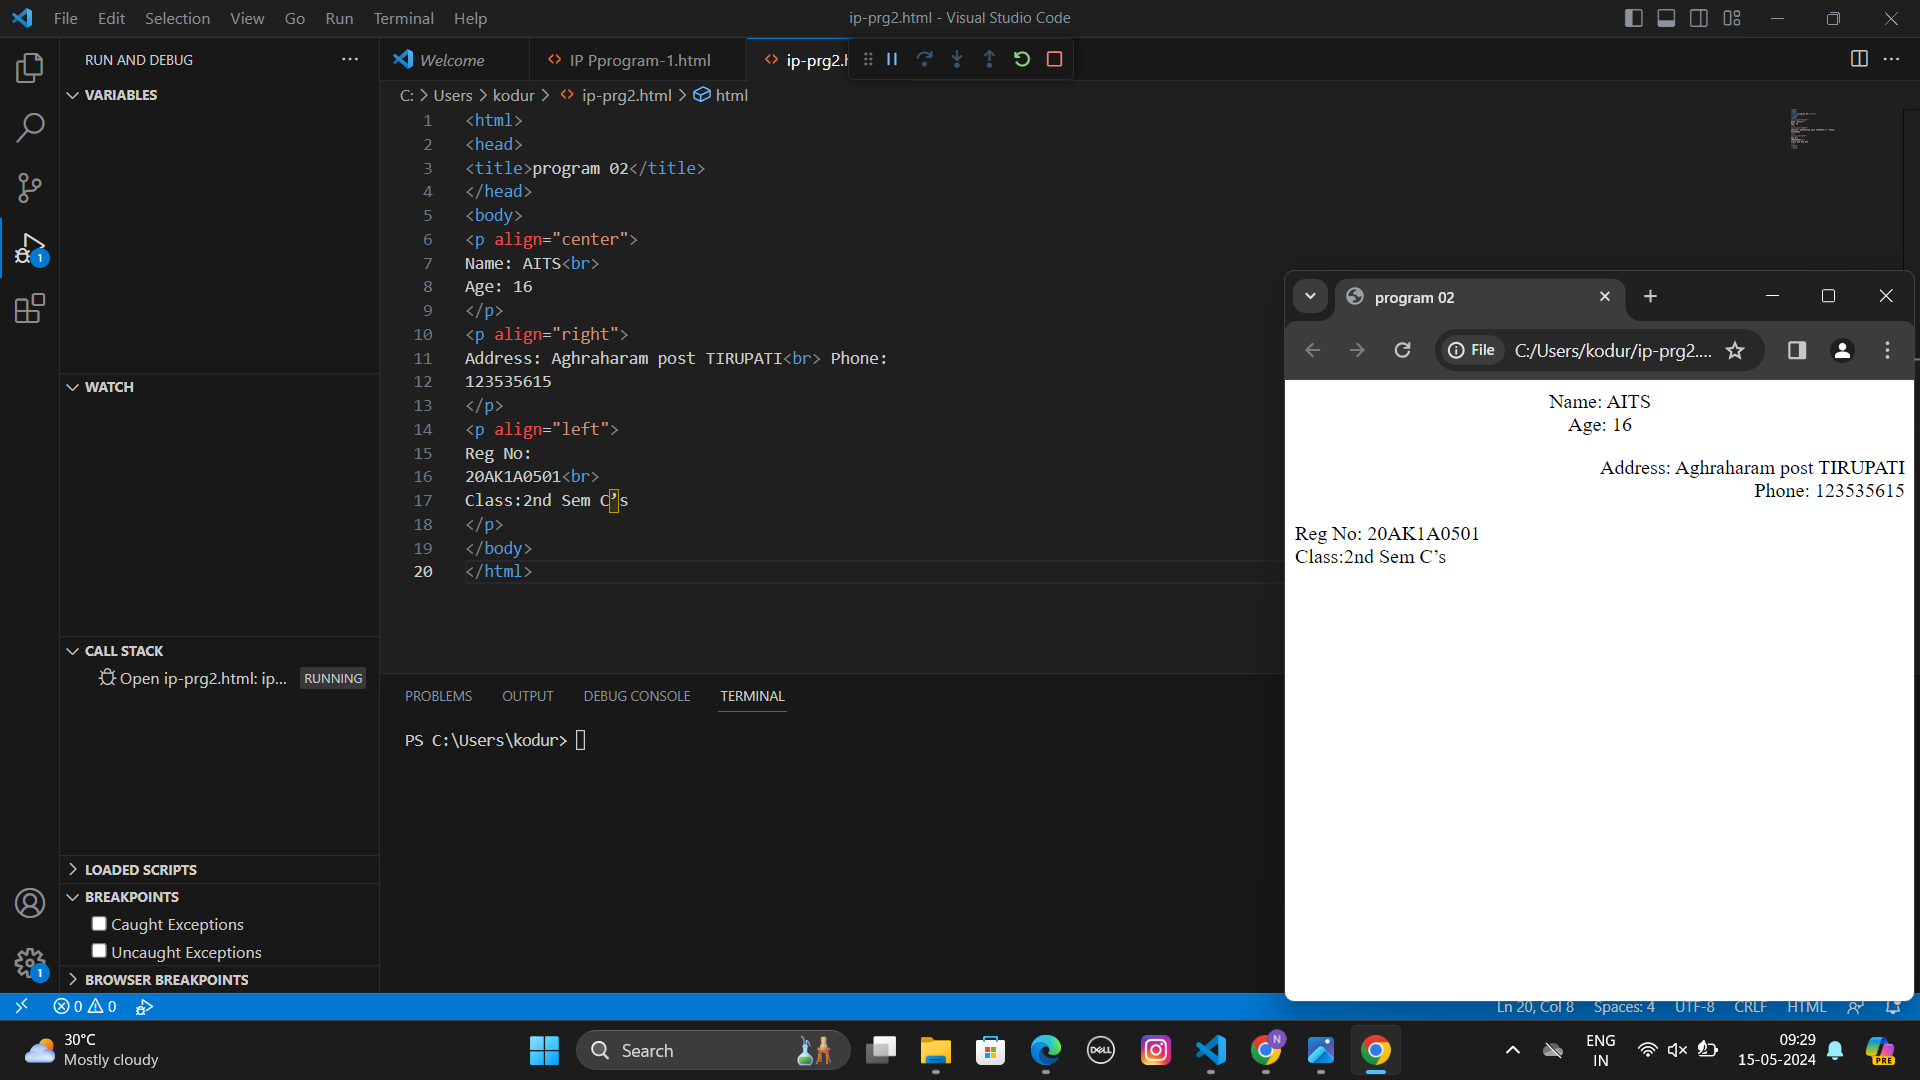 File Edit Selection View Go Run Terminal Help
ip-prg2.html - Visual Studio Code
RUN AND DEBUG
VARIABLES
WATCH
CALL STACK
Open ip-prg2.html: ip... RUNNING
LOADED SCRIPTS
BREAKPOINTS
Caught Exceptions
Uncaught Exceptions
BROWSER BREAKPOINTS
1
1
Welcome IP Pprogram-1.html ip-prg2.h
C: > Users > kodur > ip-prg2.html > html
1 <html>
2 <head>
3 <title>program 02</title>
4 </head>
5 <body>
6 <p align="center">
7 Name: AITS<br>
8 Age: 16
9 </p>
10 <p align="right">
11 Address: Aghraharam post TIRUPATI<br> Phone:
12 123535615
13 </p>
14 <p align="left">
15 Reg No:
16 20AK1A0501<br>
17 Class:2nd Sem C’s
18 </p>
19 </body>
20 </html>
PROBLEMS OUTPUT DEBUG CONSOLE TERMINAL
PS C:\Users\kodur>
program 02
File C:/Users/kodur/ip-prg2....
Name: AITS
Age: 16
Address: Aghraharam post TIRUPATI
Phone: 123535615
Reg No: 20AK1A0501
Class:2nd Sem C’s
0 0
Ln 20, Col 8 Spaces: 4 UTF-8 CRLF HTML
30°C
Mostly cloudy
Search
DELL
N
ENG
IN
09:29
15-05-2024
PRE